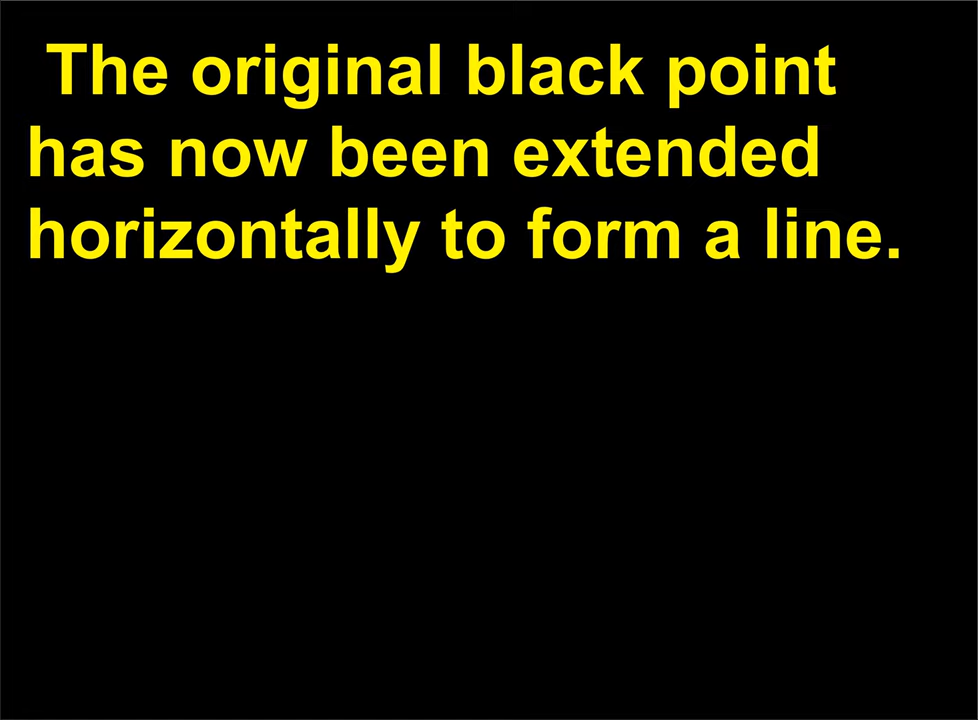 The original black point
has now been extended
horizontally to form a line.